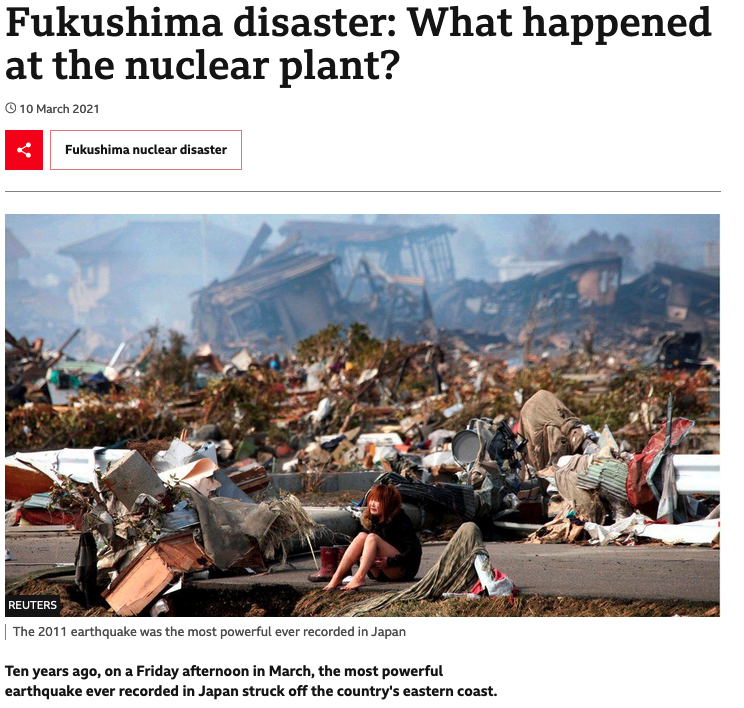 Fukushima disaster: What happened
at the nuclear plant?
10 March 2021
Fukushima nuclear disaster
REUTERS
The 2011 earthquake was the most powerful ever recorded in Japan
Ten years ago, on a Friday afternoon in March, the most powerful
earthquake ever recorded in Japan struck off the country's eastern coast.